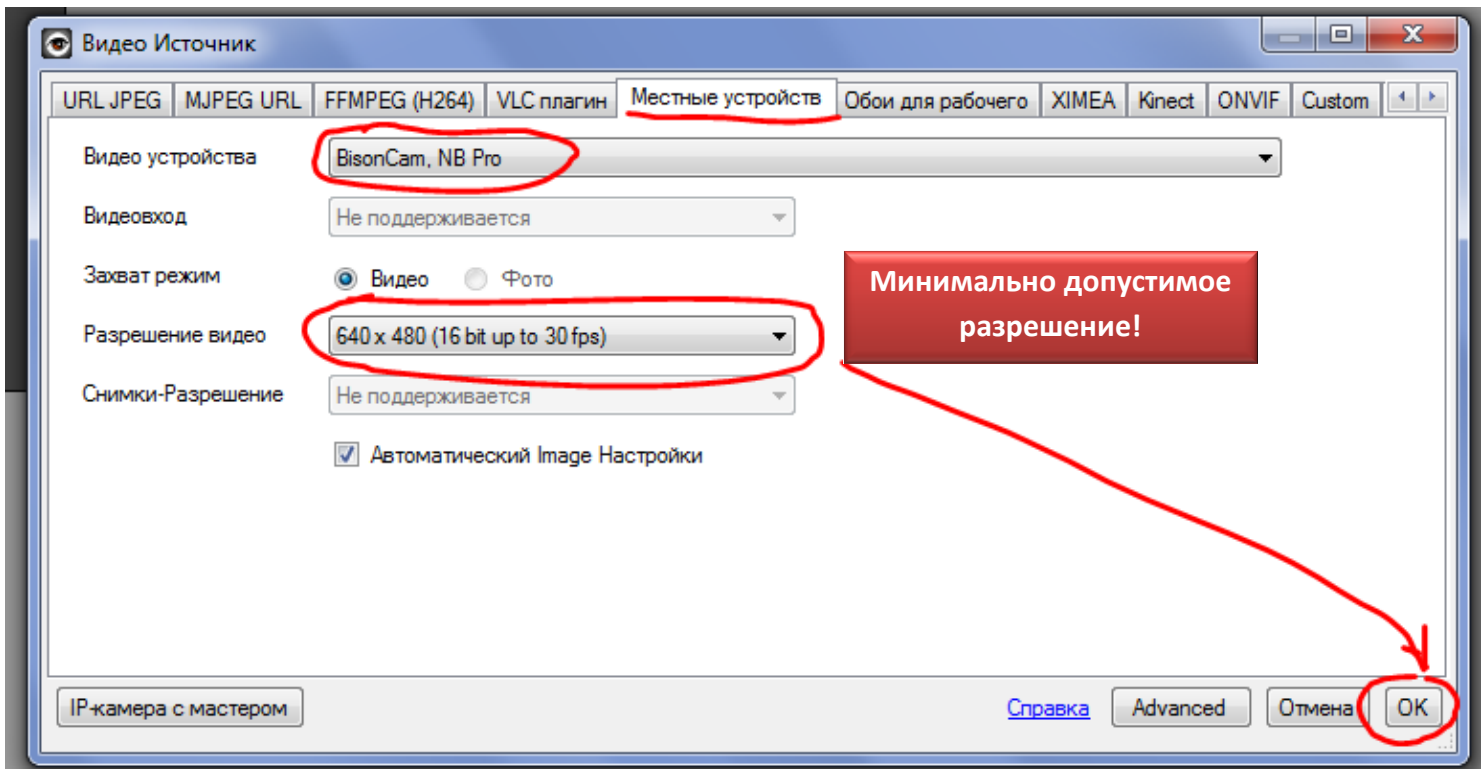 Видео Источник
URL JPEG MJPEG URL FFMPEG (H264) VLC плагин Местные устройств Обои для рабочего XIMEA Kinect ONVIF Custom
Видео устройства BisonCam, NB Pro
Видеовход Не поддерживается
Захват режим Видео Фото
Минимально допустимое
разрешение!
Разрешение видео 640 x 480 (16 bit up to 30 fps)
Снимки-Разрешение Не поддерживается
Автоматический Image Настройки
IP-камера с мастером Справка Advanced Отмена OK